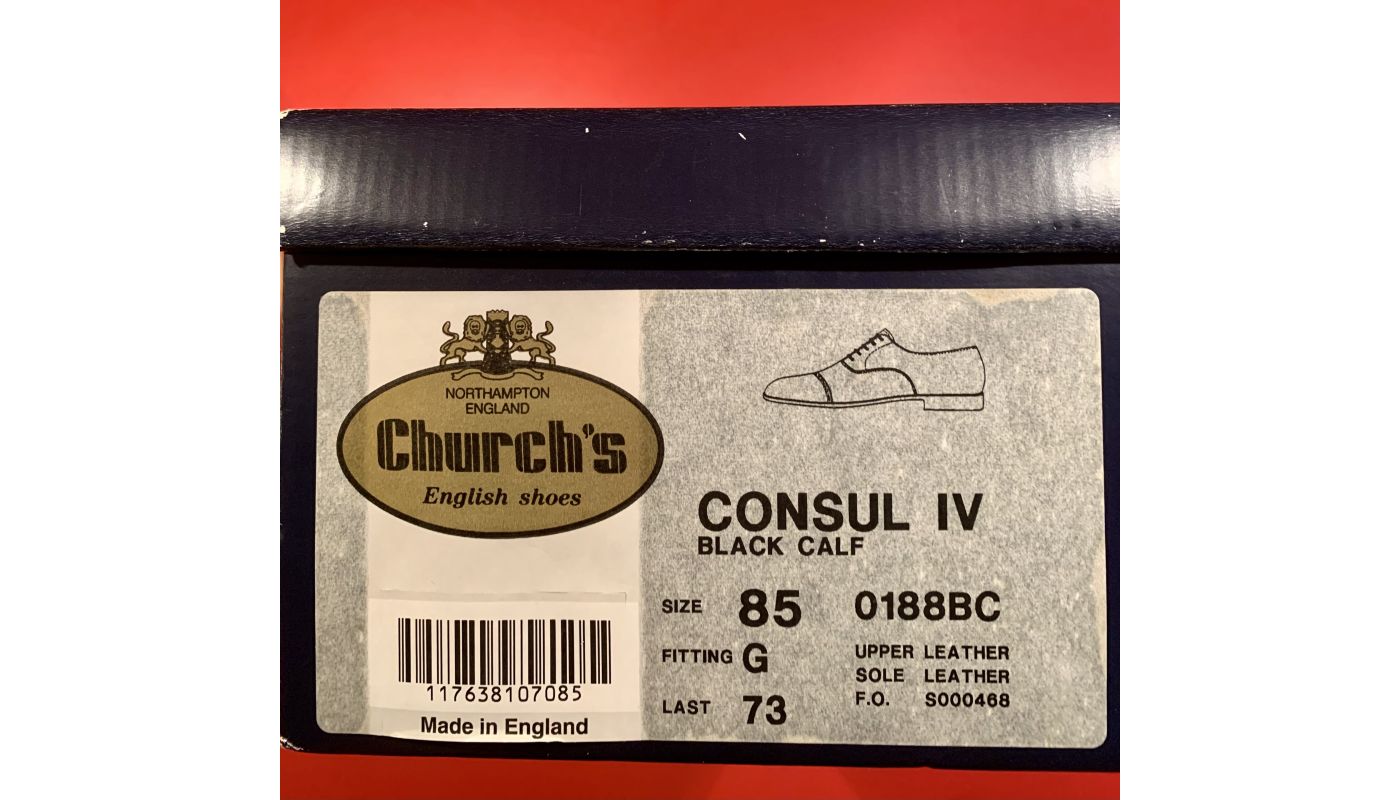 NORTHAMPTON
ENGLAND
Church's
English shoes
CONSUL IV
BLACK CALF
SIZE 85 0188BC
FITTING G UPPER LEATHER
SOLE LEATHER
LAST 73 F.O. S000468
117638107085
Made in England